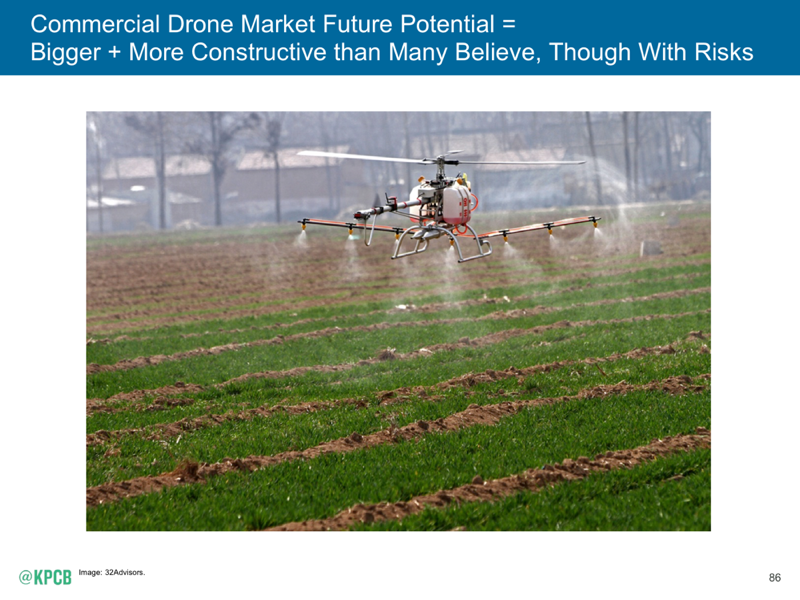 Commercial Drone Market Future Potential =
Bigger + More Constructive than Many Believe, Though With Risks
@KPCB
Image: 32Advisors.
86